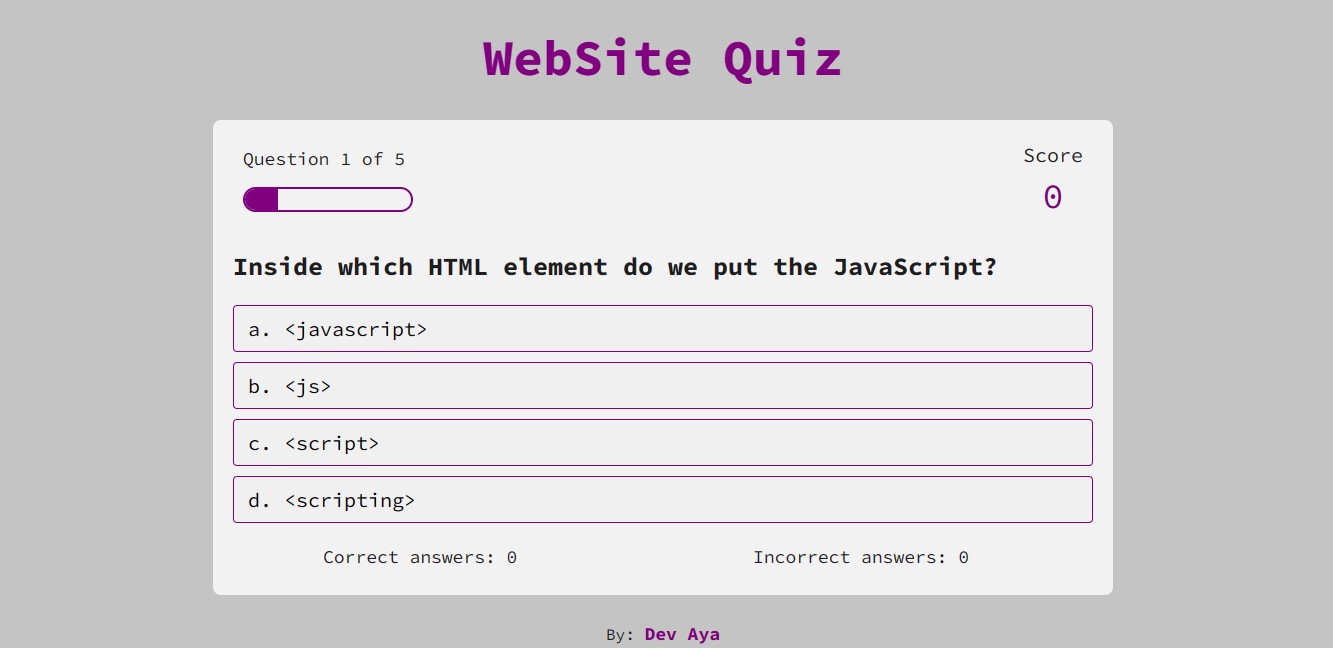 WebSite Quiz
Question 1 of 5
Score
0
Inside which HTML element do we put the JavaScript?
a. <javascript>
b. <js>
c. <script>
d. <scripting>
Correct answers: 0
Incorrect answers: 0
By: Dev Aya